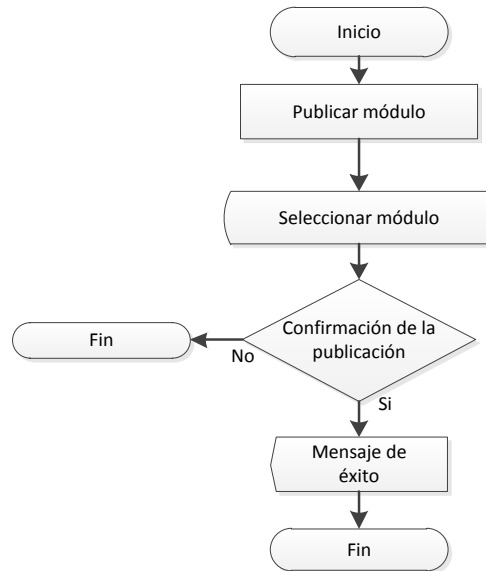 Inicio
Publicar módulo
Seleccionar módulo
Confirmación de la
publicación
Fin
No
Si
Mensaje de
éxito
Fin